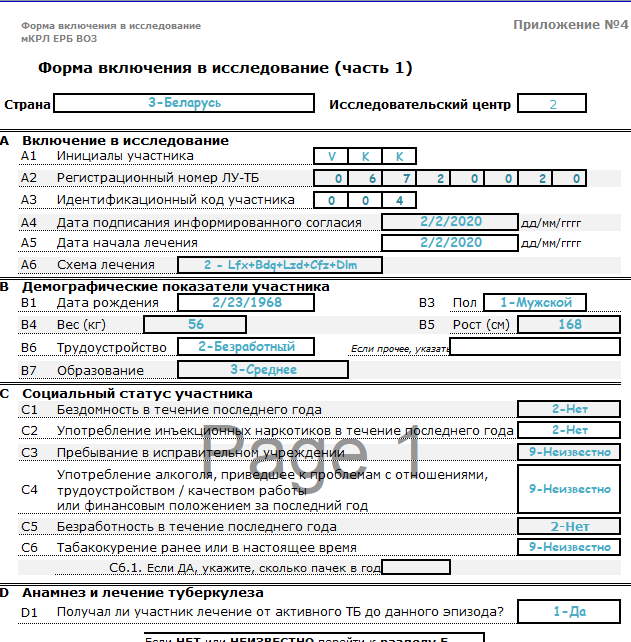 Форма включения в исследование
мКРЛ ЕРБ ВОЗ
Приложение №4
Форма включения в исследование (часть 1)
Страна 3-Беларусь Исследовательский центр 2
A Включение в исследование
A1 Инициалы участника V K K
A2 Регистрационный номер ЛУ-ТБ 0 6 7 2 0 0 2 0
A3 Идентификационный код участника 0 0 4
A4 Дата подписания информированного согласия 2/2/2020 дд/мм/гггг
A5 Дата начала лечения 2/2/2020 дд/мм/гггг
A6 Схема лечения 2 - Lfx+Bdq+Lzd+Cfz+Dlm
B Демографические показатели участника
B1 Дата рождения 2/23/1968 B3 Пол 1-Мужской
B4 Вес (кг) 56 B5 Рост (см) 168
B6 Трудоустройство 2-Безработный Если прочее, указать
B7 Образование 3-Среднее
C Социальный статус участника
C1 Бездомность в течение последнего года 2-Нет
C2 Употребление инъекционных наркотиков в течение последнего года 2-Нет
C3 Пребывание в исправительном учреждении 9-Неизвестно
Page 1
C4 Употребление алкоголя, приведшее к проблемам с отношениями,
трудоустройством / качеством работы
или финансовым положением за последний год 9-Неизвестно
C5 Безработность в течение последнего года 2-Нет
C6 Табакокурение ранее или в настоящее время 9-Неизвестно
C6.1. Если ДА, укажите, сколько пачек в год
D Анамнез и лечение туберкулеза
D1 Получал ли участник лечение от активного ТБ до данного эпизода? 1-Да
Если НЕТ или НЕИЗВЕСТНО перейти к разделу E